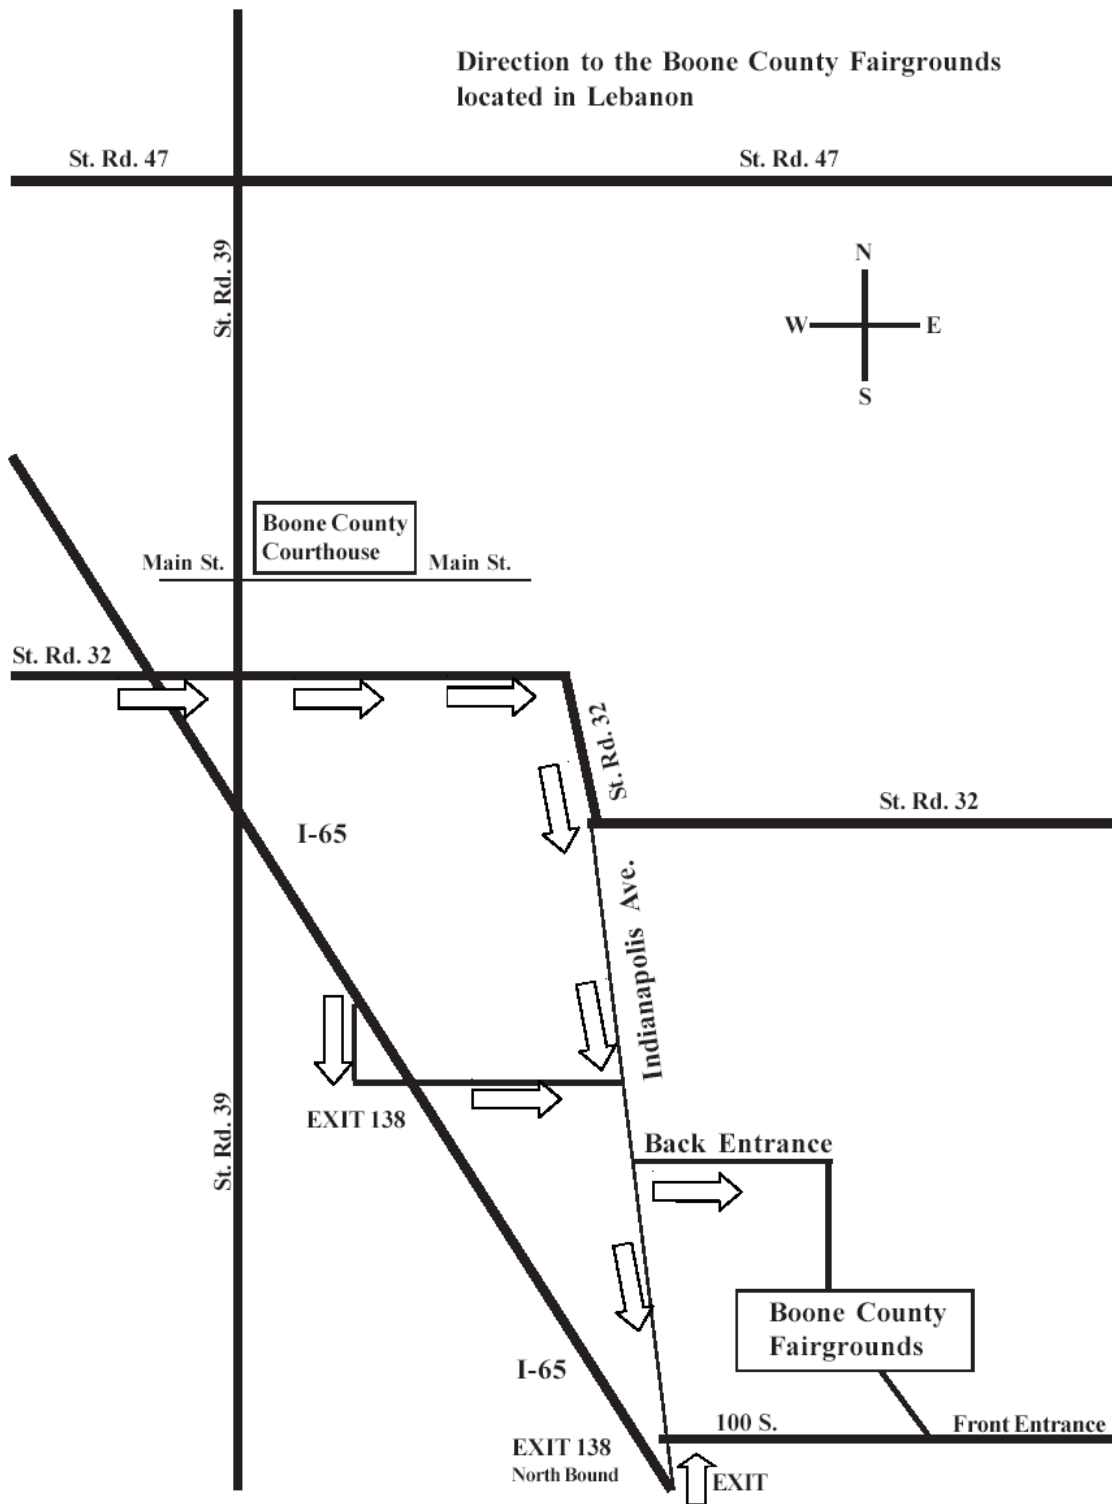 Direction to the Boone County Fairgrounds
located in Lebanon
St. Rd. 47
St. Rd. 47
St. Rd. 39
N
W
E
S
Boone County
Courthouse
Main St.
Main St.
St. Rd. 32
St. Rd. 32
St. Rd. 32
I-65
Indianapolis Ave.
EXIT 138
St. Rd. 39
Back Entrance
Boone County
Fairgrounds
I-65
100 S.
Front Entrance
EXIT 138
North Bound
EXIT